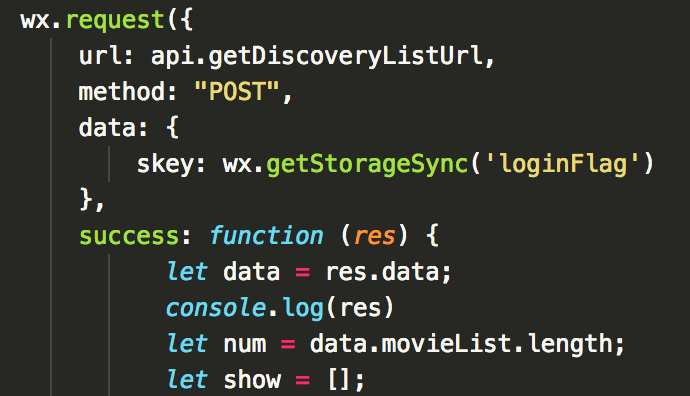 wx.request({
url: api.getDiscoveryListUrl,
method: "POST",
data: {
skey: wx.getStorageSync('loginFlag')
},
success: function (res) {
let data = res.data;
console.log(res)
let num = data.movieList.length;
let show = [];